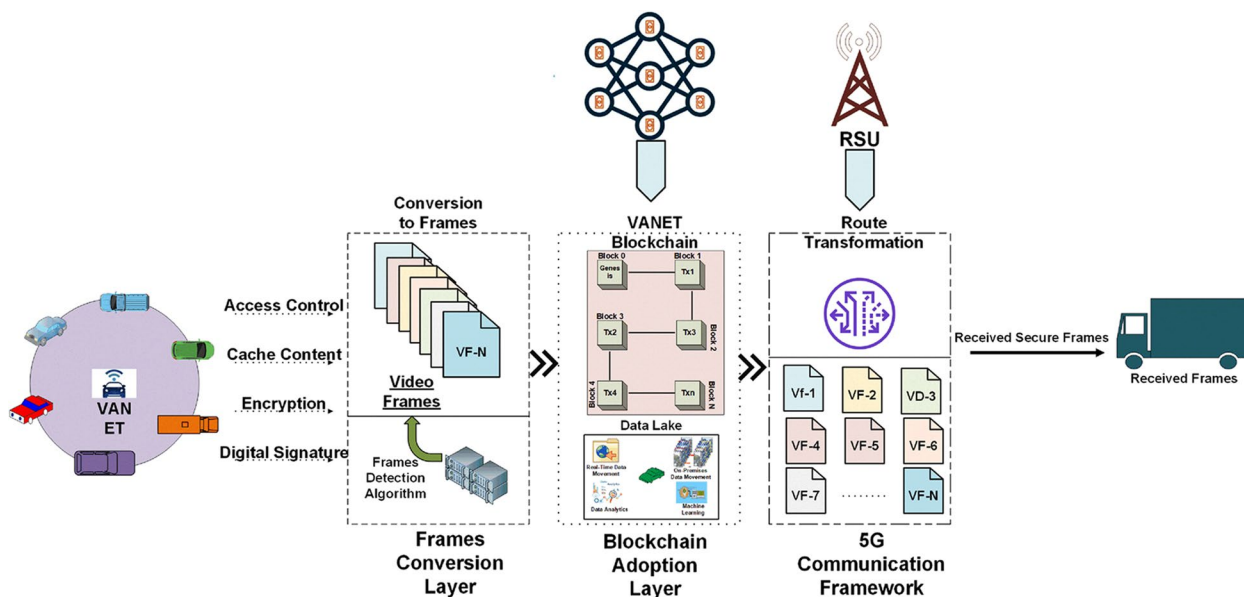 RSU
Conversion
to Frames
VANET
Blockchain
Route
Transformation
Block 0
Block 1
Genes
is
Tx1
Block 3
Tx2
Tx3
Block 2
Block 4
Tx4
Txn
Block N
Access Control
Cache Content
Encryption
Digital Signature
VAN
ET
VF-N
Video
Frames
Frames
Detection
Algorithm
Data Lake
Real-Time Data
Movement
On-Premises
Data Movement
Data Analytics
Machine
Learning
Vf-1
VF-2
VD-3
VF-4
VF-5
VF-6
VF-7
........
VF-N
Received Secure Frames
Received Frames
Frames
Conversion
Layer
Blockchain
Adoption
Layer
5G
Communication
Framework